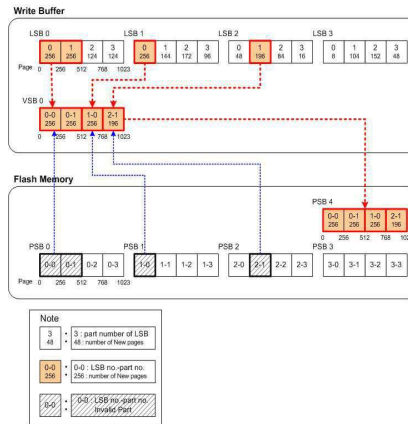 Write Buffer
LSB 0 LSB 1 LSB 2 LSB 3
0 1 2 3 0 1 2 3 0 1 2 3 0 1 2 3
256 256 124 124 256 144 172 96 48 196 84 16 8 104 152 48
Page 0 256 512 768 1023
VSB 0
0-0 0-1 1-0 2-1
256 256 256 196
0 256 512 768 1023
Flash Memory
PSB 4
0-0 0-1 1-0 2-1
256 256 256 196
0 256 512 768
PSB 0 PSB 1 PSB 2 PSB 3
0-0 0-1 0-2 0-3 1-0 1-1 1-2 1-3 2-0 2-1 2-2 2-3 3-0 3-1 3-2 3-3
Page 0 256 512 768 1023
Note
3 : 3 : part number of LSB
48 : 48 : number of New pages
0-0 : 0-0 : LSB no.-part no.
256 : 256 : number of New pages
0-0 : 0-0 : LSB no.-part no.
Invalid Part